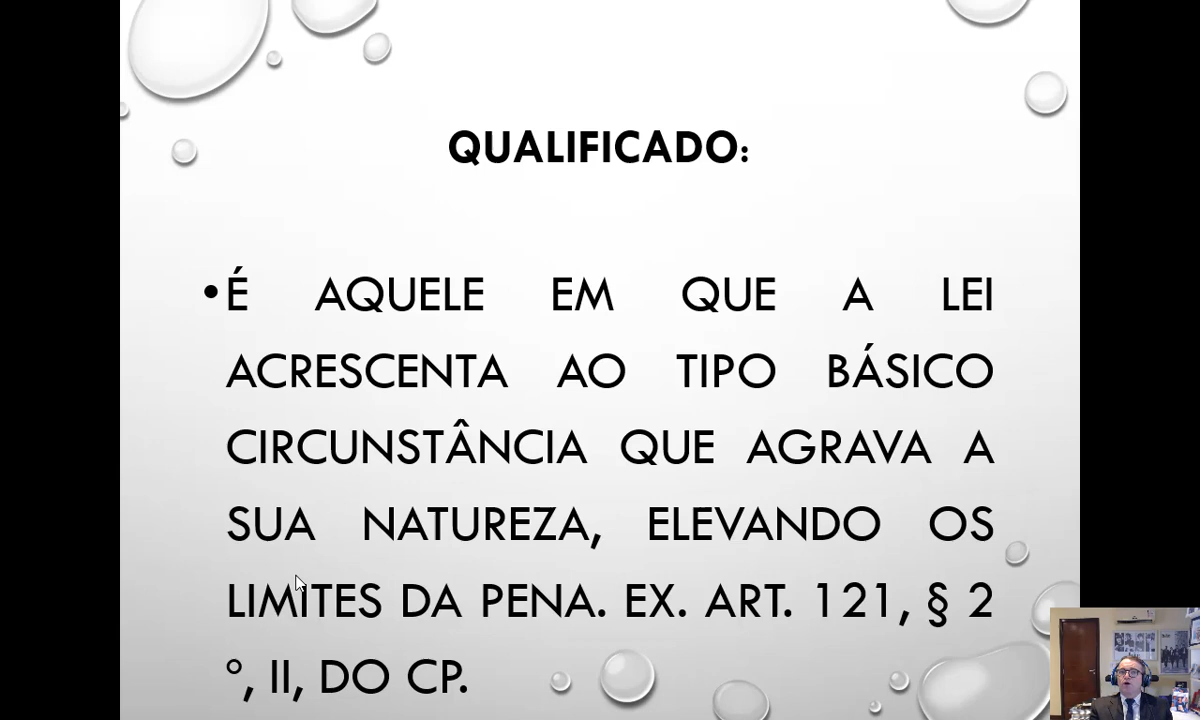 QUALIFICADO:
•É AQUELE EM QUE A LEI
ACRESCENTA AO TIPO BÁSICO
CIRCUNSTÂNCIA QUE AGRAVA A
SUA NATUREZA, ELEVANDO OS
LIMITES DA PENA. EX. ART. 121, § 2
º, II, DO CP.